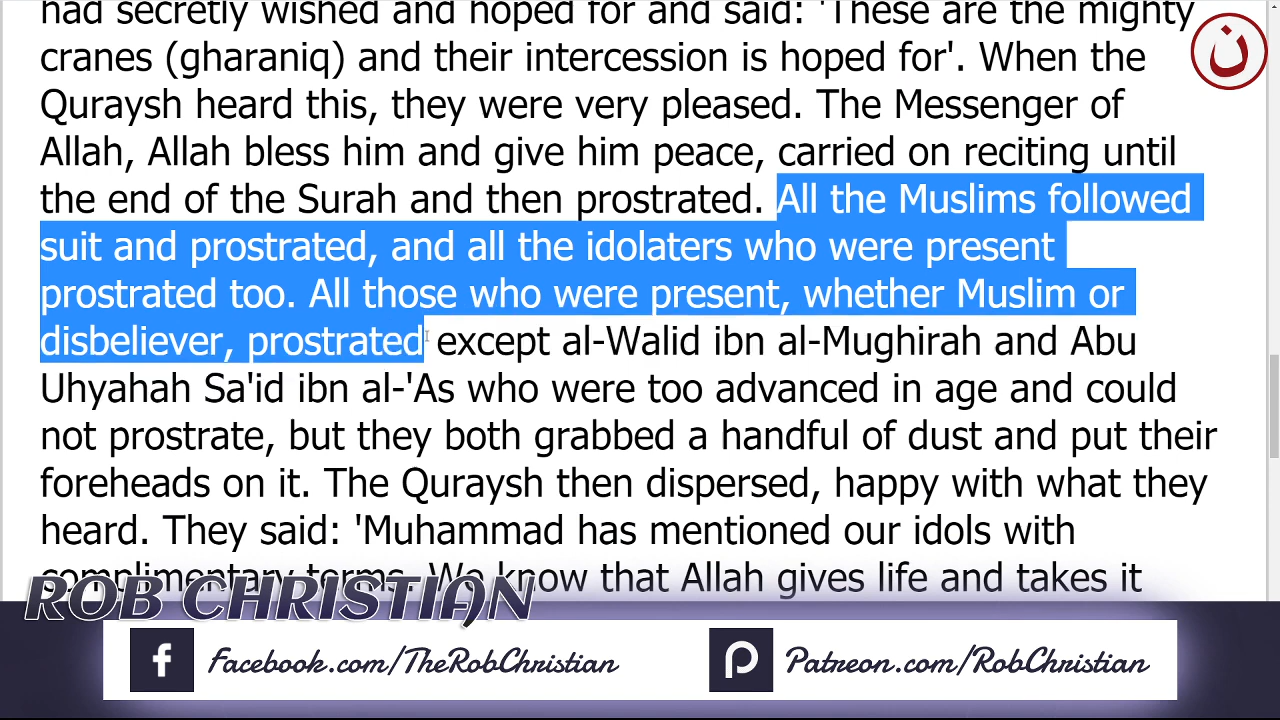 had secretly wished and hoped for and said: 'These are the mighty
cranes (gharaniq) and their intercession is hoped for'. When the
Quraysh heard this, they were very pleased. The Messenger of
Allah, Allah bless him and give him peace, carried on reciting until
the end of the Surah and then prostrated. All the Muslims followed
suit and prostrated, and all the idolaters who were present
prostrated too. All those who were present, whether Muslim or
disbeliever, prostrated except al-Walid ibn al-Mughirah and Abu
Uhyahah Sa'id ibn al-'As who were too advanced in age and could
not prostrate, but they both grabbed a handful of dust and put their
foreheads on it. The Quraysh then dispersed, happy with what they
heard. They said: 'Muhammad has mentioned our idols with
complimentary terms. We know that Allah gives life and takes it
ROB CHRISTIAN
Facebook.com/TheRobChristian
Patreon.com/RobChristian
ن